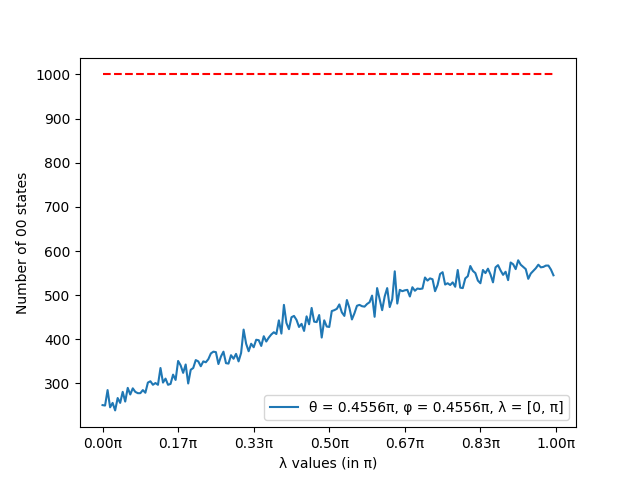 1000
900
800
700
600
500
400
300
Number of 00 states
θ = 0.4556π, φ = 0.4556π, λ = [0, π]
0.00π 0.17π 0.33π 0.50π 0.67π 0.83π 1.00π
λ values (in π)